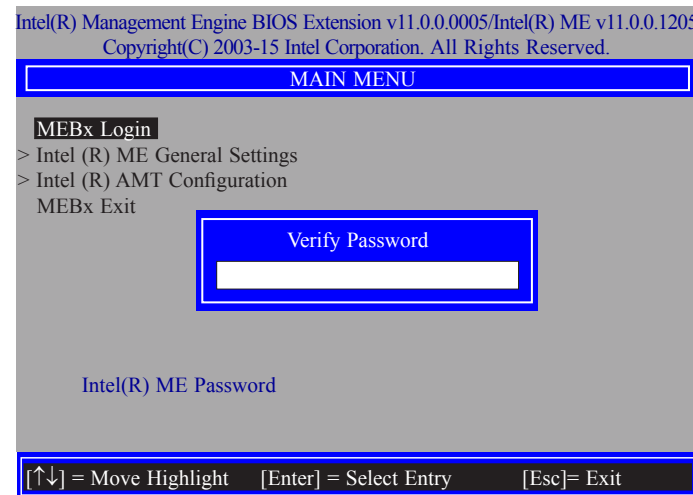 Intel(R) Management Engine BIOS Extension v11.0.0.0005/Intel(R) ME v11.0.0.1205
Copyright(C) 2003-15 Intel Corporation. All Rights Reserved.
MAIN MENU
MEBx Login
> Intel (R) ME General Settings
> Intel (R) AMT Configuration
MEBx Exit
Verify Password
Intel(R) ME Password
[↑↓] = Move Highlight [Enter] = Select Entry [Esc]= Exit